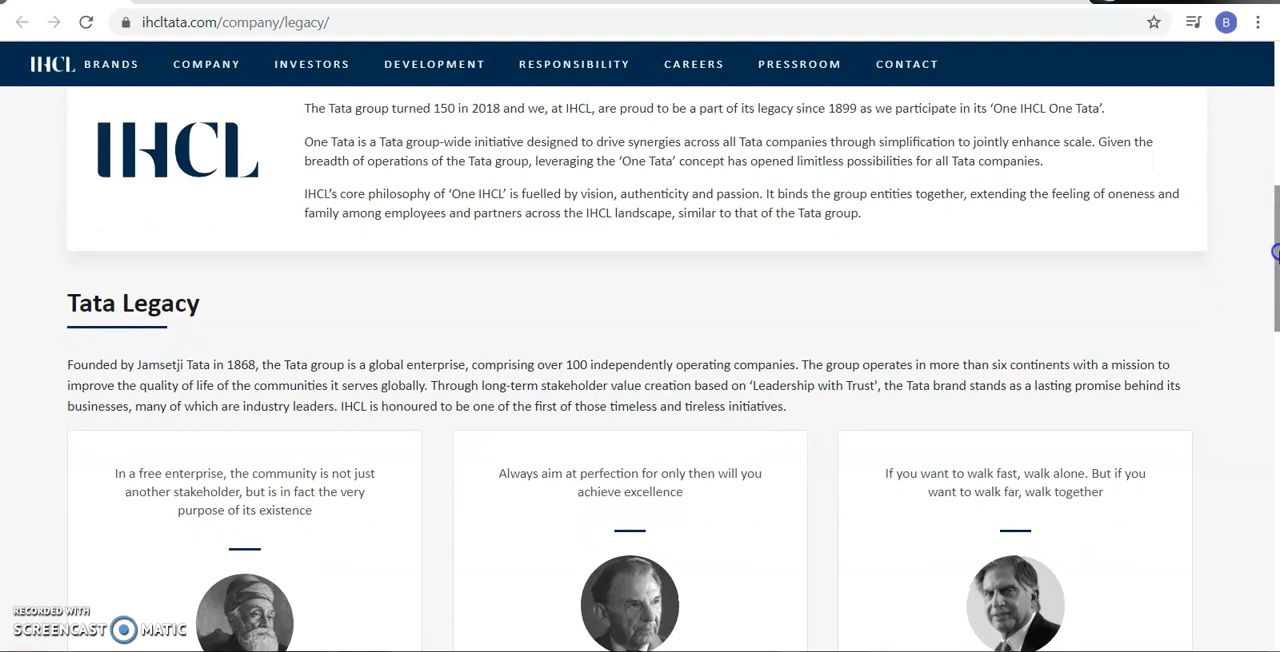 ihcltata.com/company/legacy/
B
IHCL BRANDS COMPANY INVESTORS DEVELOPMENT RESPONSIBILITY CAREERS PRESSROOM CONTACT
IHCL
The Tata group turned 150 in 2018 and we, at IHCL, are proud to be a part of its legacy since 1899 as we participate in its ‘One IHCL One Tata’.
One Tata is a Tata group-wide initiative designed to drive synergies across all Tata companies through simplification to jointly enhance scale. Given the
breadth of operations of the Tata group, leveraging the ‘One Tata’ concept has opened limitless possibilities for all Tata companies.
IHCL’s core philosophy of ‘One IHCL’ is fuelled by vision, authenticity and passion. It binds the group entities together, extending the feeling of oneness and
family among employees and partners across the IHCL landscape, similar to that of the Tata group.
Tata Legacy
Founded by Jamsetji Tata in 1868, the Tata group is a global enterprise, comprising over 100 independently operating companies. The group operates in more than six continents with a mission to
improve the quality of life of the communities it serves globally. Through long-term stakeholder value creation based on ‘Leadership with Trust', the Tata brand stands as a lasting promise behind its
businesses, many of which are industry leaders. IHCL is honoured to be one of the first of those timeless and tireless initiatives.
In a free enterprise, the community is not just
another stakeholder, but is in fact the very
purpose of its existence
Always aim at perfection for only then will you
achieve excellence
If you want to walk fast, walk alone. But if you
want to walk far, walk together
RECORDED WITH
SCREENCAST MATIC